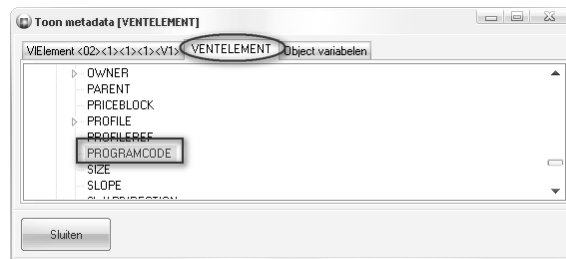 Toon metadata [VENTELEMENT]
VIElement <02><1><1><1><V1> VENTELEMENT Object variabelen
OWNER
PARENT
PRICEBLOCK
PROFILE
PROFILEREF
PROGRAMCODE
SIZE
SLOPE
Sluiten